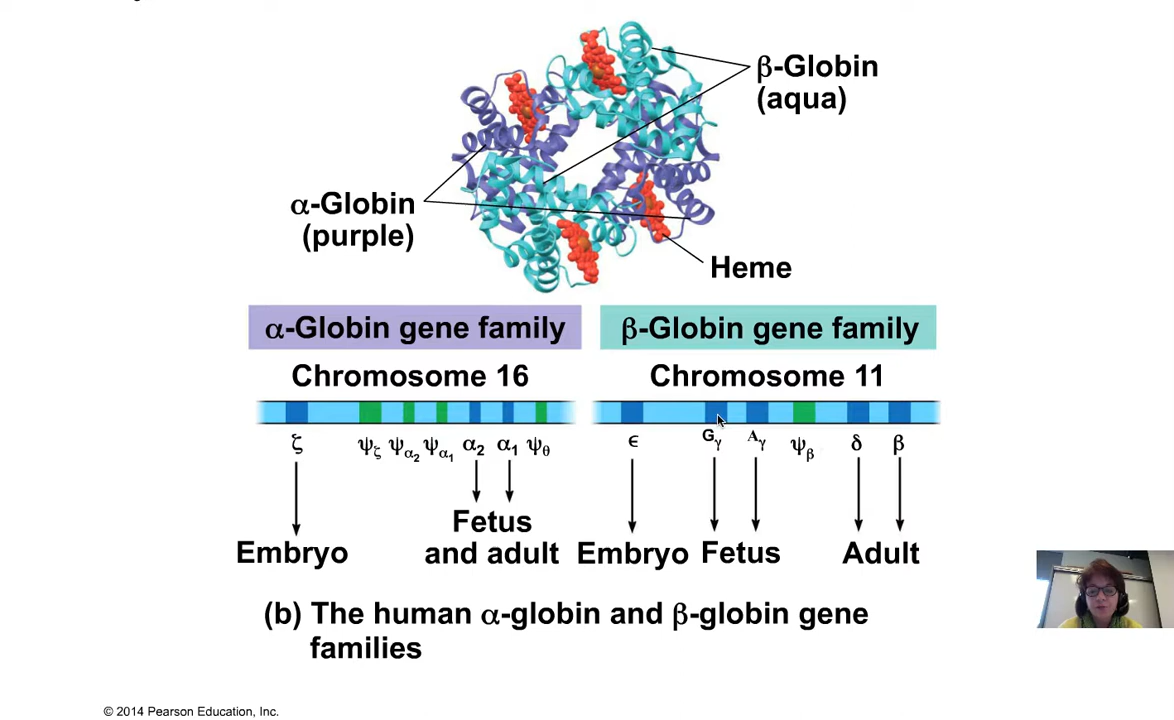 β-Globin
(aqua)
α-Globin
(purple)
Heme
α-Globin gene family
β-Globin gene family
Chromosome 16
Chromosome 11
ζ ψζ ψα2 ψα1 α2 α1 ψθ
ϵ Gγ Aγ ψβ δ β
Fetus
and adult
Embryo
Embryo
Fetus
Adult
(b) The human α-globin and β-globin gene
families
© 2014 Pearson Education, Inc.